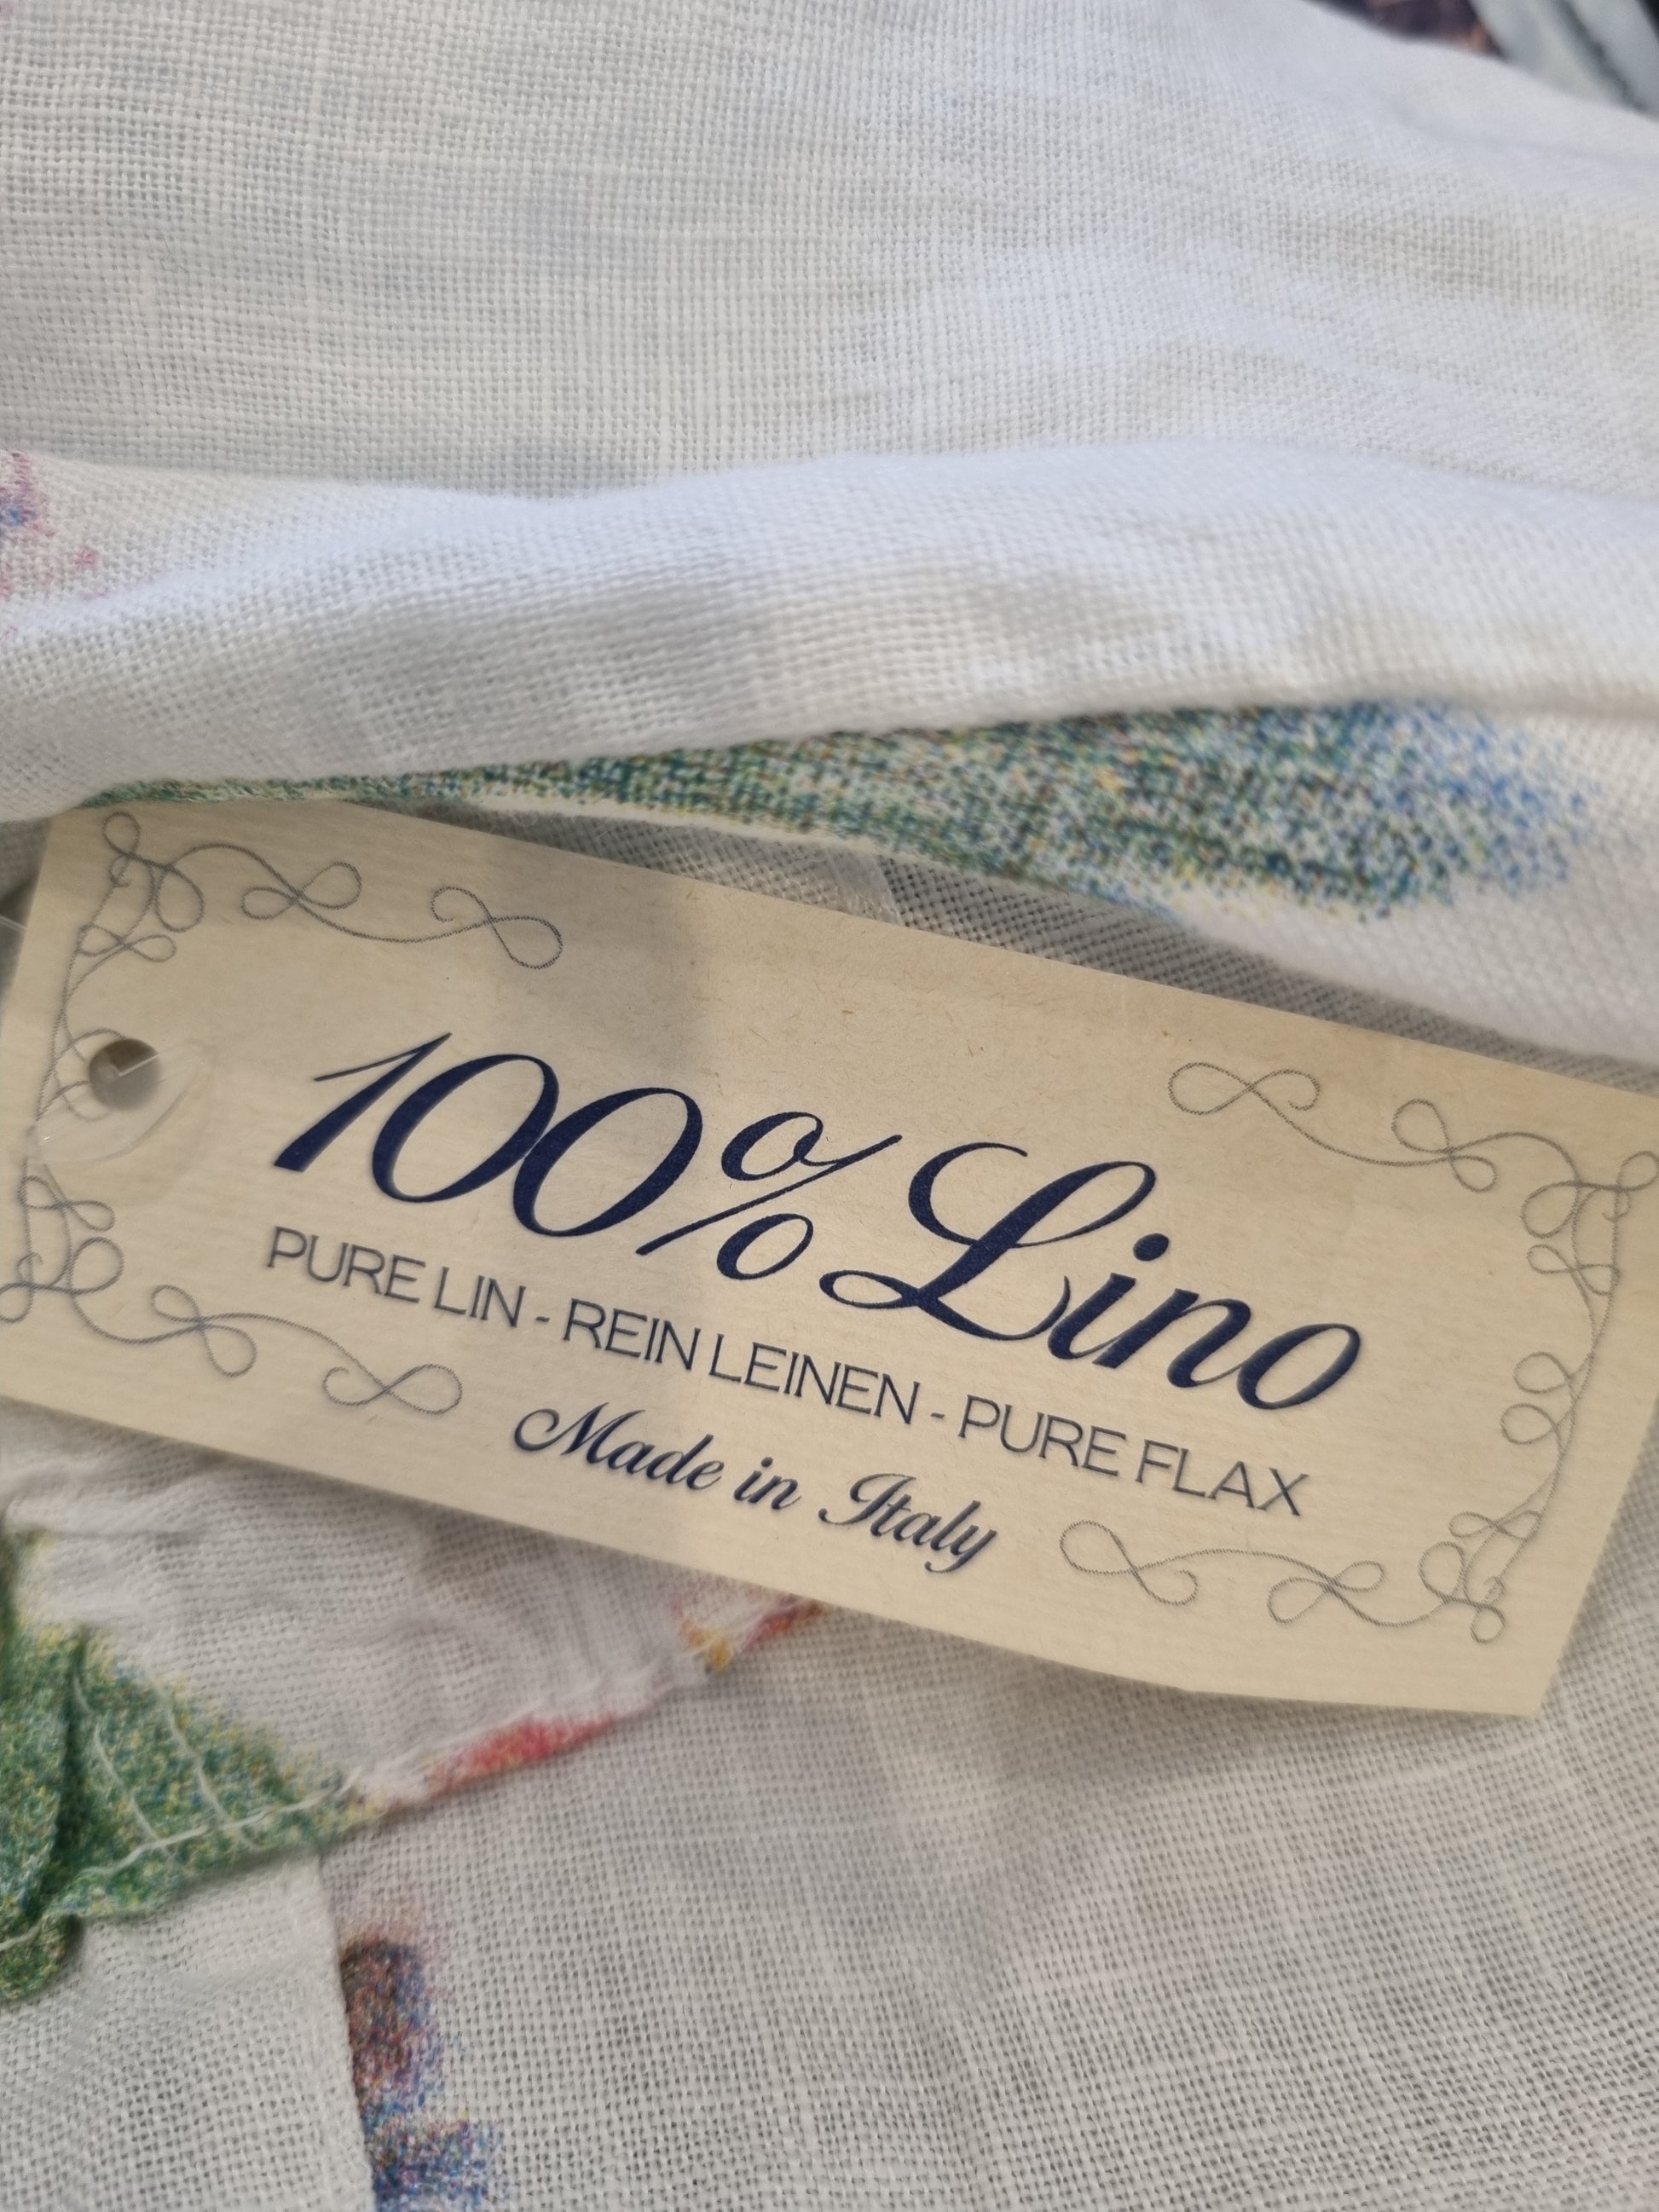 100% Lino
PURE LIN - REIN LEINEN - PURE FLAX
Made in Italy